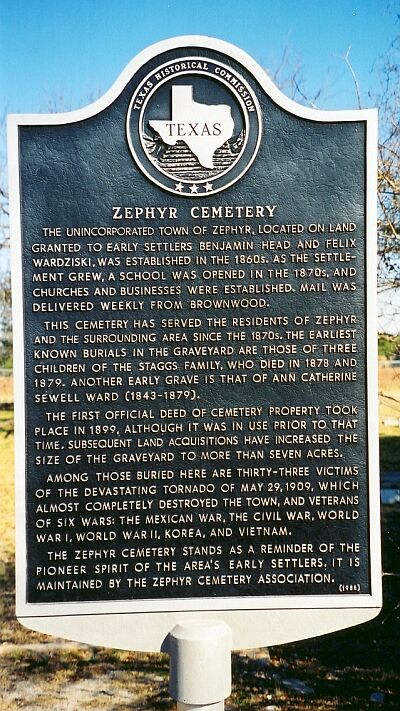 TEXAS HISTORICAL COMMISSION
TEXAS
ZEPHYR CEMETERY
THE UNINCORPORATED TOWN OF ZEPHYR, LOCATED ON LAND
GRANTED TO EARLY SETTLERS BENJAMIN HEAD AND FELIX
WARDZISKI, WAS ESTABLISHED IN THE 1860s. AS THE SETTLE-
MENT GREW, A SCHOOL WAS OPENED IN THE 1870s, AND
CHURCHES AND BUSINESSES WERE ESTABLISHED. MAIL WAS
DELIVERED WEEKLY FROM BROWNWOOD.
THIS CEMETERY HAS SERVED THE RESIDENTS OF ZEPHYR
AND THE SURROUNDING AREA SINCE THE 1870s. THE EARLIEST
KNOWN BURIALS IN THE GRAVEYARD ARE THOSE OF THREE
CHILDREN OF THE STAGGS FAMILY, WHO DIED IN 1878 AND
1879. ANOTHER EARLY GRAVE IS THAT OF ANN CATHERINE
SEWELL WARD (1843-1879).
THE FIRST OFFICIAL DEED OF CEMETERY PROPERTY TOOK
PLACE IN 1899, ALTHOUGH IT WAS IN USE PRIOR TO THAT
TIME. SUBSEQUENT LAND ACQUISITIONS HAVE INCREASED THE
SIZE OF THE GRAVEYARD TO MORE THAN SEVEN ACRES.
AMONG THOSE BURIED HERE ARE THIRTY-THREE VICTIMS
OF THE DEVASTATING TORNADO OF MAY 29, 1909, WHICH
ALMOST COMPLETELY DESTROYED THE TOWN, AND VETERANS
OF SIX WARS: THE MEXICAN WAR, THE CIVIL WAR, WORLD
WAR I, WORLD WAR II, KOREA, AND VIETNAM.
THE ZEPHYR CEMETERY STANDS AS A REMINDER OF THE
PIONEER SPIRIT OF THE AREA'S EARLY SETTLERS. IT IS
MAINTAINED BY THE ZEPHYR CEMETERY ASSOCIATION.
(1988)